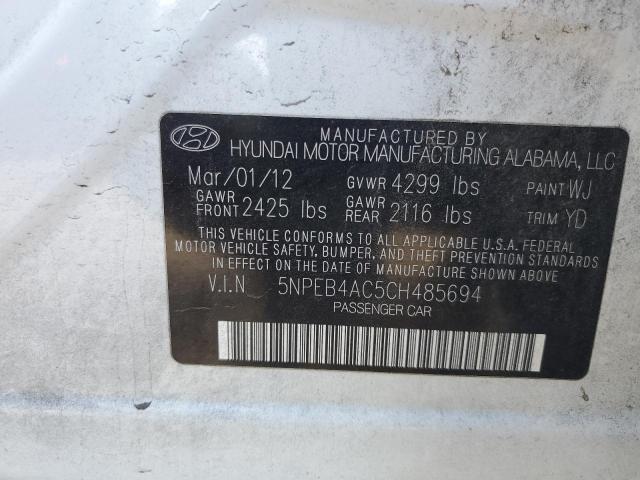 MANUFACTURED BY
HYUNDAI MOTOR MANUFACTURING ALABAMA, LLC
Mar/01/12 GVWR 4299 lbs PAINT WJ
GAWR FRONT 2425 lbs GAWR REAR 2116 lbs TRIM YD
THIS VEHICLE CONFORMS TO ALL APPLICABLE U.S.A. FEDERAL
MOTOR VEHICLE SAFETY, BUMPER, AND THEFT PREVENTION STANDARDS
IN EFFECT ON THE DATE OF MANUFACTURE SHOWN ABOVE.
V.I.N 5NPEB4AC5CH485694
PASSENGER CAR